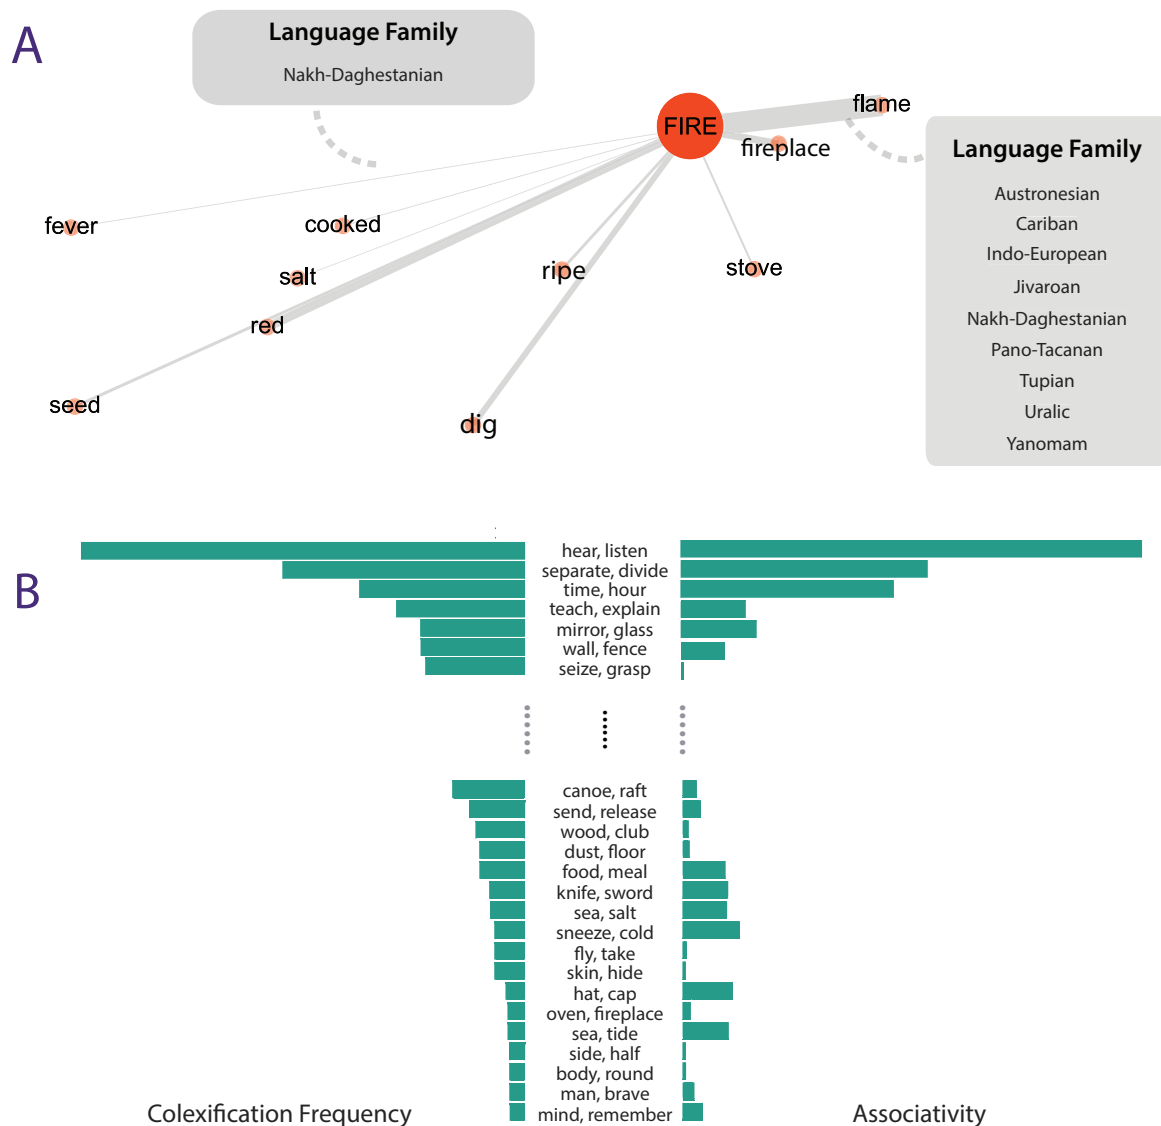 A
Language Family
Nakh-Daghestanian
FIRE
flame
fireplace
fever
cooked
salt
ripe
stove
red
seed
dig
Language Family
Austronesian
Cariban
Indo-European
Jivaroan
Nakh-Daghestanian
Pano-Tacanan
Tupian
Uralic
Yanomam
B
hear, listen
separate, divide
time, hour
teach, explain
mirror, glass
wall, fence
seize, grasp
canoe, raft
send, release
wood, club
dust, floor
food, meal
knife, sword
sea, salt
sneeze, cold
fly, take
skin, hide
hat, cap
oven, fireplace
sea, tide
side, half
body, round
man, brave
mind, remember
Colexification Frequency
Associativity